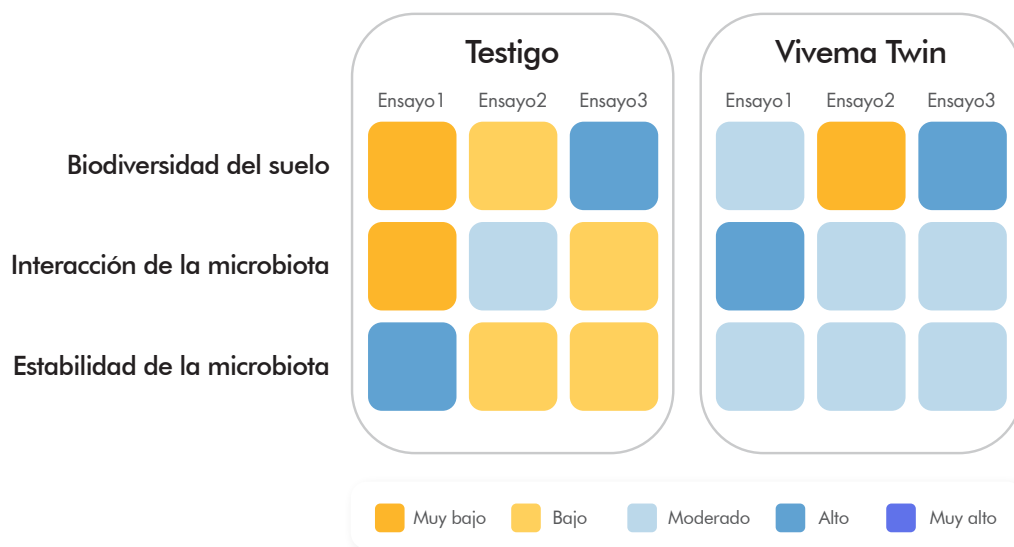 Testigo
Vivema Twin
Ensayo1 Ensayo2 Ensayo3
Ensayo1 Ensayo2 Ensayo3
Biodiversidad del suelo
Interacción de la microbiota
Estabilidad de la microbiota
Muy bajo Bajo Moderado Alto Muy alto